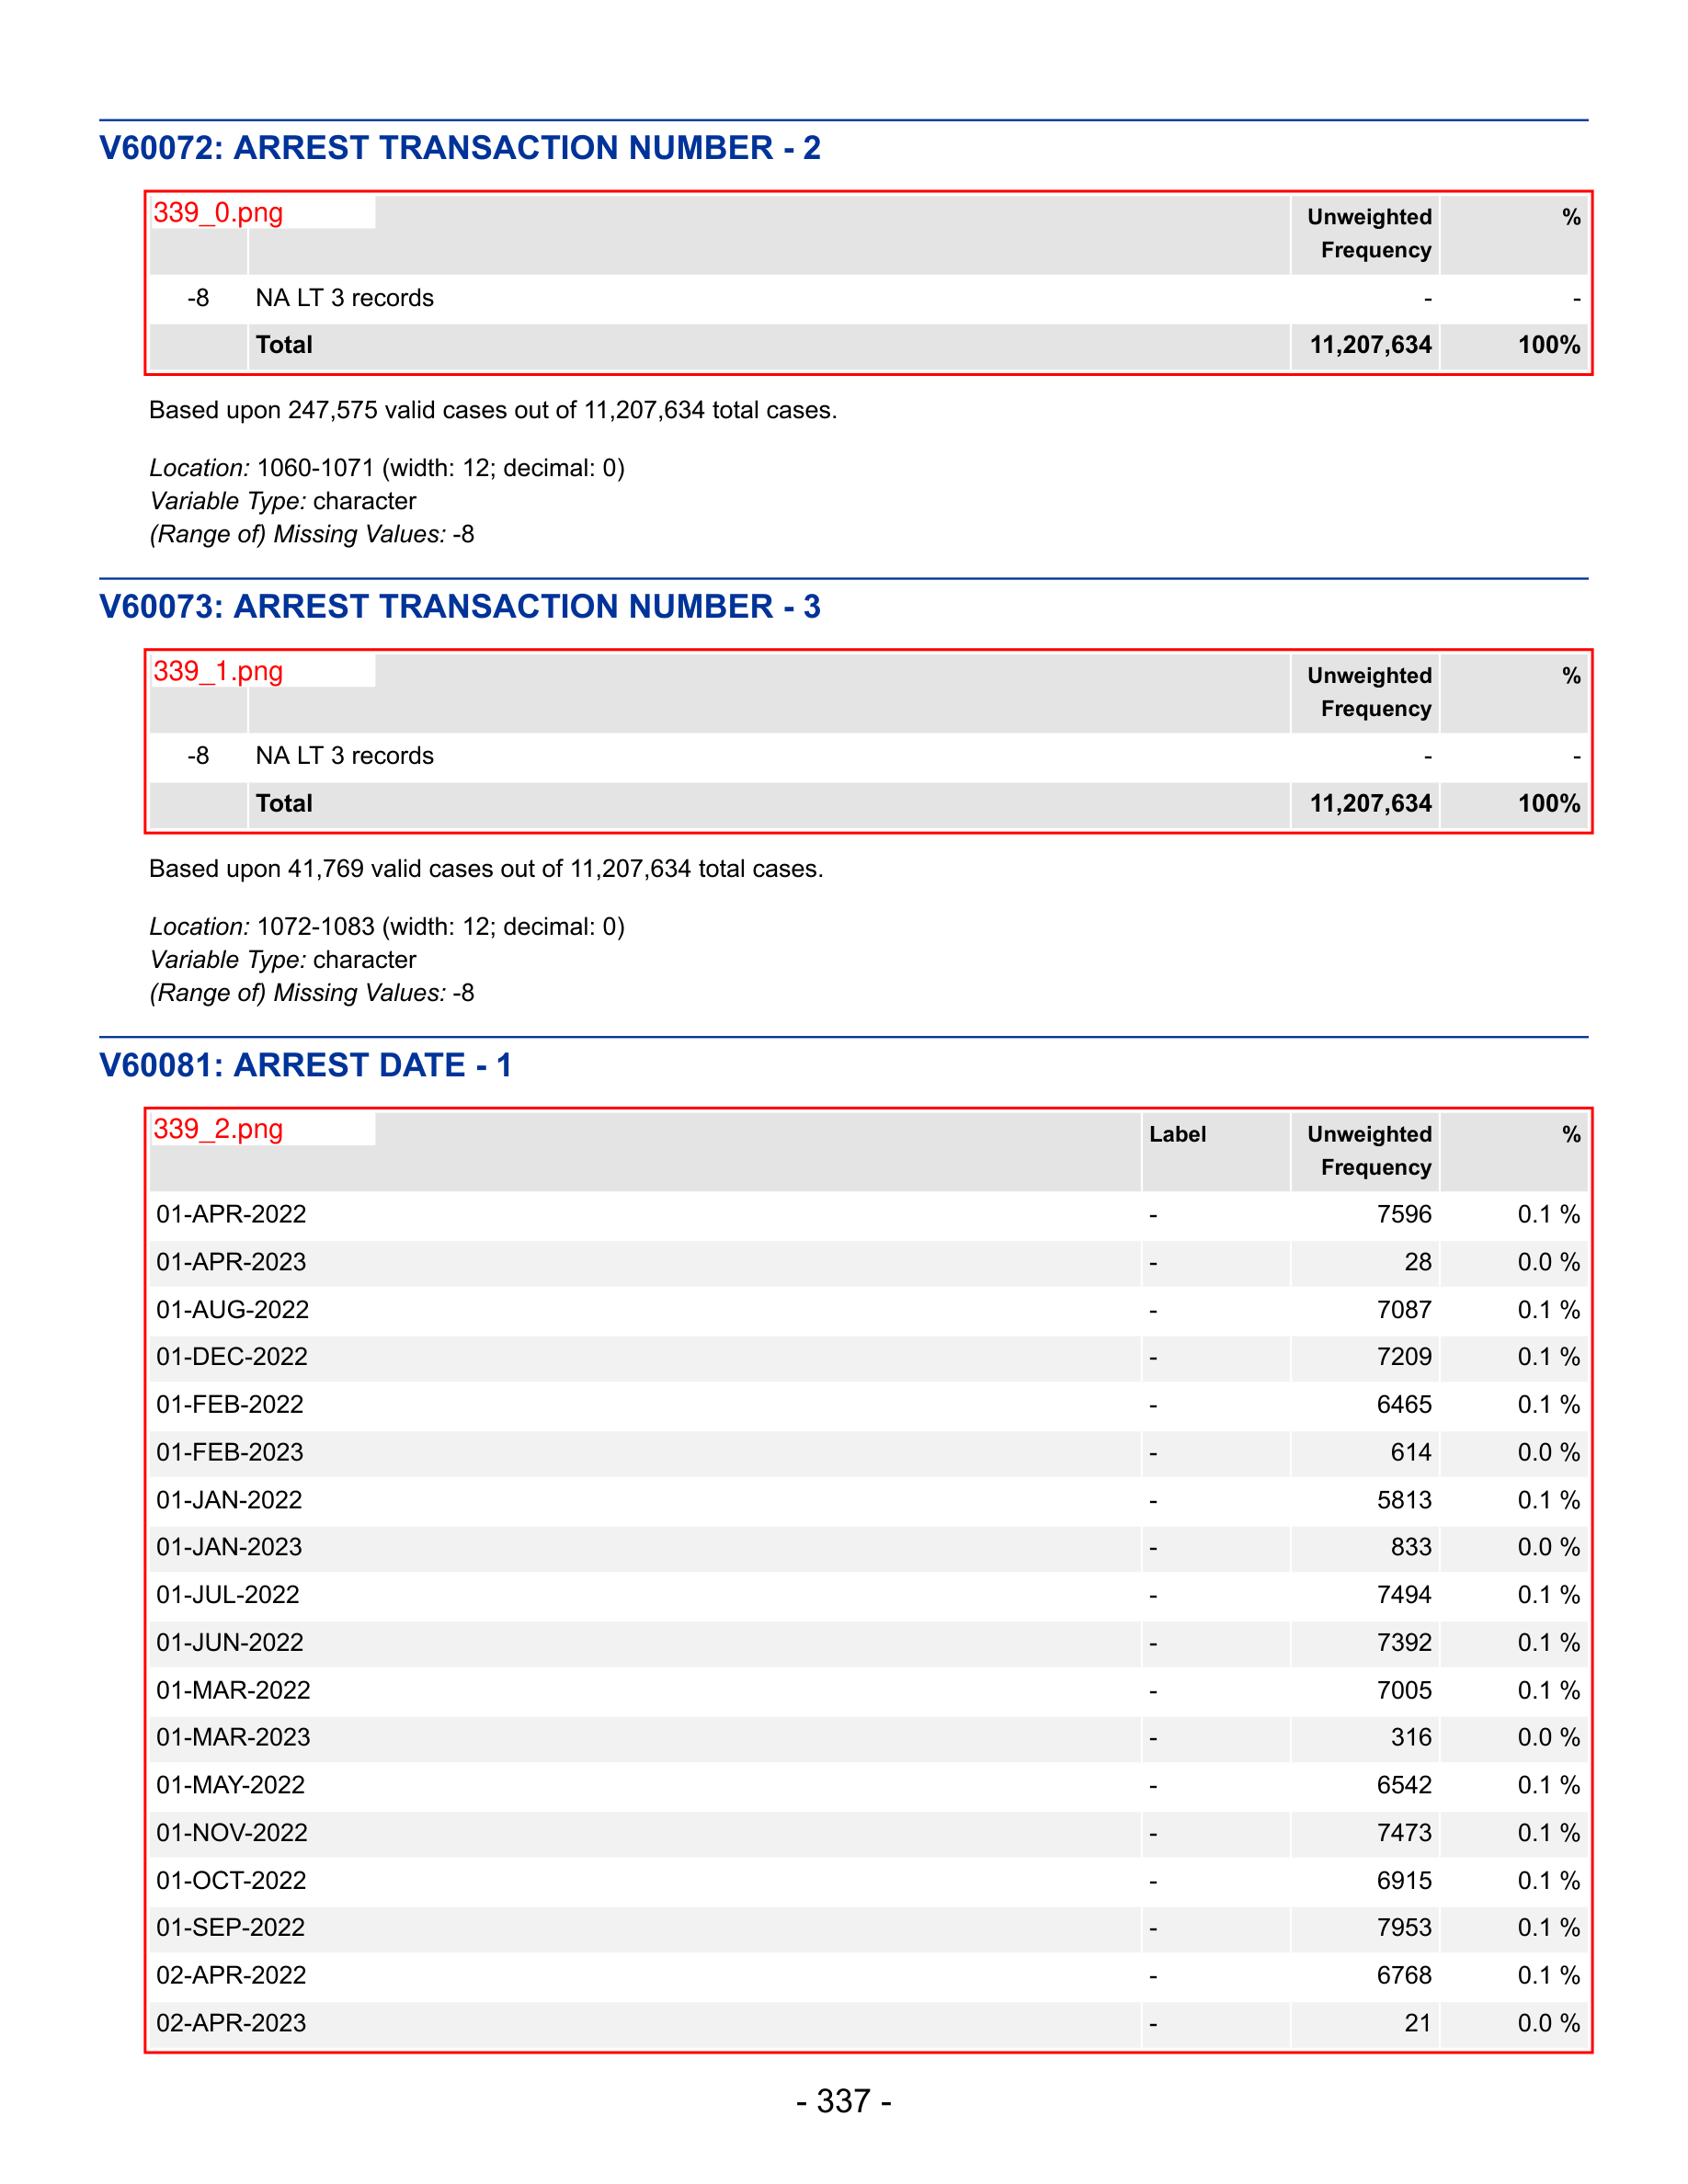 V60072: ARREST TRANSACTION NUMBER - 2
339_0.png
Unweighted Frequency %
-8 NA LT 3 records - -
Total 11,207,634 100%
Based upon 247,575 valid cases out of 11,207,634 total cases.
Location: 1060-1071 (width: 12; decimal: 0)
Variable Type: character
(Range of) Missing Values: -8
V60073: ARREST TRANSACTION NUMBER - 3
339_1.png
Unweighted Frequency %
-8 NA LT 3 records - -
Total 11,207,634 100%
Based upon 41,769 valid cases out of 11,207,634 total cases.
Location: 1072-1083 (width: 12; decimal: 0)
Variable Type: character
(Range of) Missing Values: -8
V60081: ARREST DATE - 1
339_2.png
Label Unweighted Frequency %
01-APR-2022 - 7596 0.1 %
01-APR-2023 - 28 0.0 %
01-AUG-2022 - 7087 0.1 %
01-DEC-2022 - 7209 0.1 %
01-FEB-2022 - 6465 0.1 %
01-FEB-2023 - 614 0.0 %
01-JAN-2022 - 5813 0.1 %
01-JAN-2023 - 833 0.0 %
01-JUL-2022 - 7494 0.1 %
01-JUN-2022 - 7392 0.1 %
01-MAR-2022 - 7005 0.1 %
01-MAR-2023 - 316 0.0 %
01-MAY-2022 - 6542 0.1 %
01-NOV-2022 - 7473 0.1 %
01-OCT-2022 - 6915 0.1 %
01-SEP-2022 - 7953 0.1 %
02-APR-2022 - 6768 0.1 %
02-APR-2023 - 21 0.0 %
- 337 -